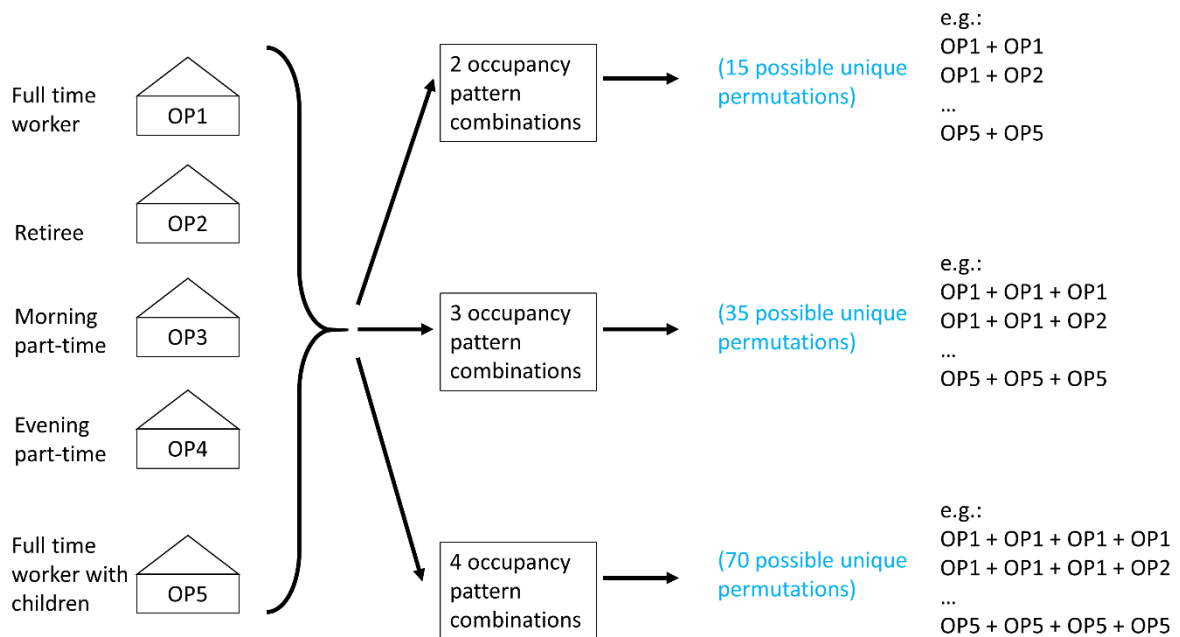 Full time
worker
OP1
Retiree
OP2
Morning
part-time
OP3
Evening
part-time
OP4
Full time
worker with
children
OP5
2 occupancy
pattern
combinations
(15 possible unique
permutations)
e.g.:
OP1 + OP1
OP1 + OP2
...
OP5 + OP5
3 occupancy
pattern
combinations
(35 possible unique
permutations)
e.g.:
OP1 + OP1 + OP1
OP1 + OP1 + OP2
...
OP5 + OP5 + OP5
4 occupancy
pattern
combinations
(70 possible unique
permutations)
e.g.:
OP1 + OP1 + OP1 + OP1
OP1 + OP1 + OP1 + OP2
...
OP5 + OP5 + OP5 + OP5